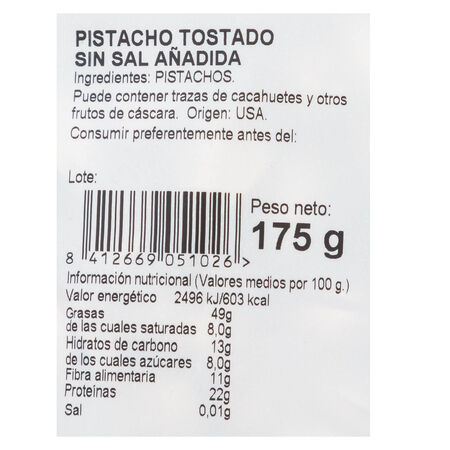 PISTACHO TOSTADO
SIN SAL AÑADIDA
Ingredientes: PISTACHOS.
Puede contener trazas de cacahuetes y otros
frutos de cáscara. Origen: USA.
Consumir preferentemente antes del:
Lote:
Peso neto:
175 g
8 412669 051026 >
Información nutricional (Valores medios por 100 g.)
Valor energético 2496 kJ/603 kcal
Grasas 49g
de las cuales saturadas 8,0g
Hidratos de carbono 13g
de los cuales azúcares 8,0g
Fibra alimentaria 11g
Proteínas 22g
Sal 0,01g